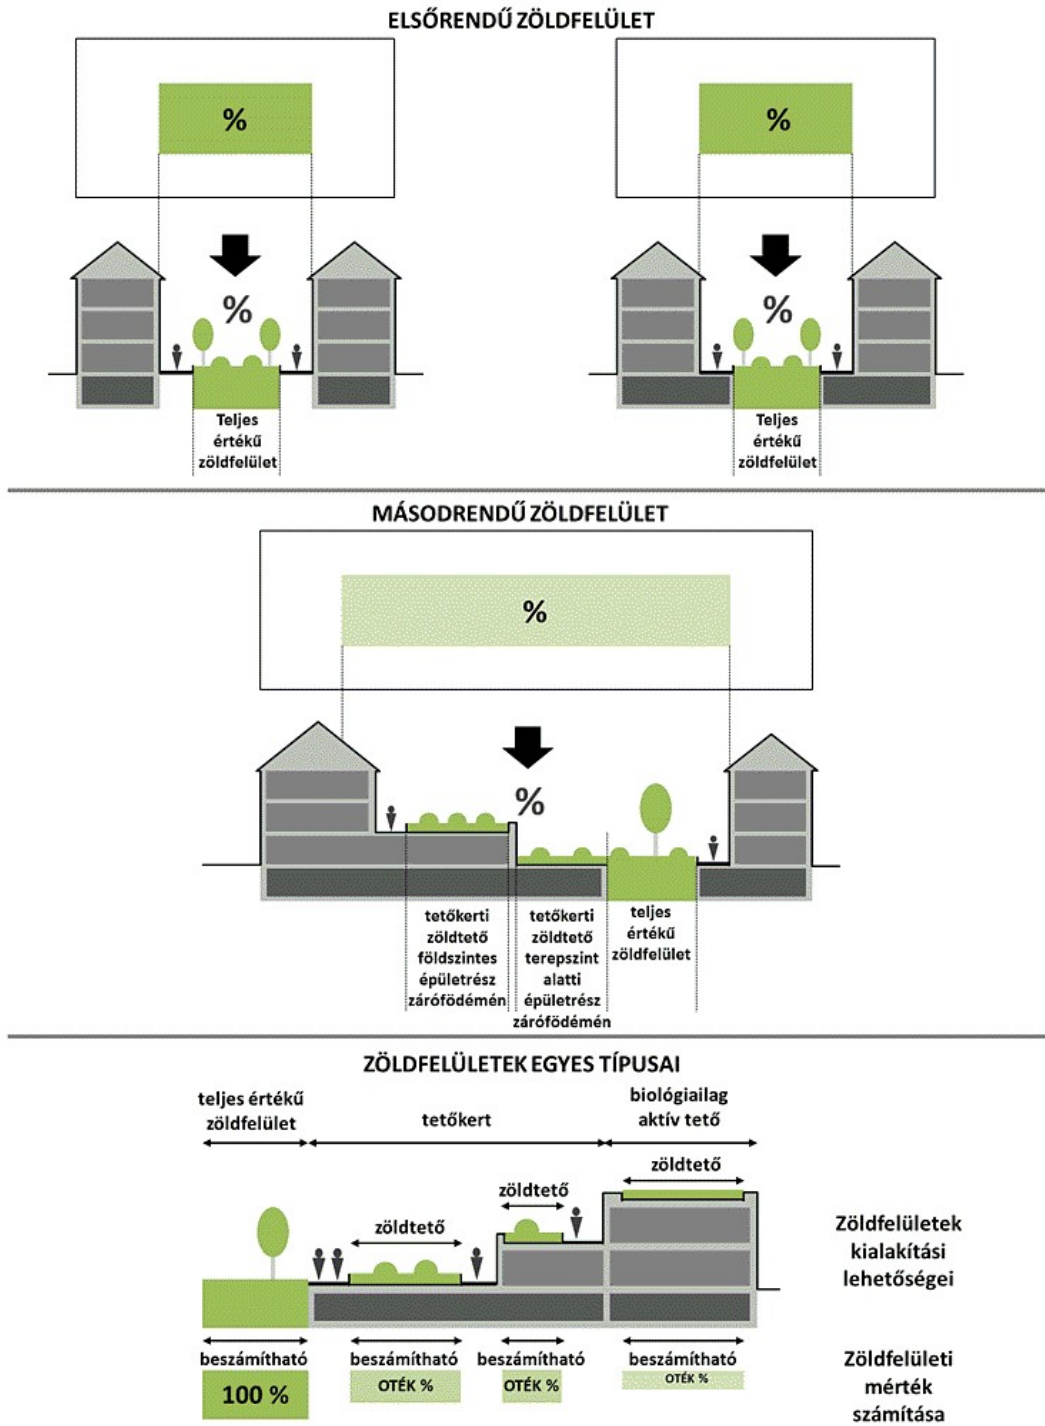 ELSŐRENDŰ ZÖLDFELÜLET
%
%
%
%
Teljes
értékű
zöldfelület
Teljes
értékű
zöldfelület
MÁSODRENDŰ ZÖLDFELÜLET
%
%
tetőkerti
zöldtető
földszintes
épületrész
zárófödémén
tetőkerti
zöldtető
terepszint
alatti
épületrész
zárófödémén
teljes
értékű
zöldfelület
ZÖLDFELÜLETEK EGYES TÍPUSAI
teljes értékű
zöldfelület
tetőkert
biológiailag
aktív tető
zöldtető
zöldtető
zöldtető
Zöldfelületek
kialakítási
lehetőségei
beszámítható
100 %
beszámítható
OTÉK %
beszámítható
OTÉK %
beszámítható
OTÉK %
Zöldfelületi
mérték
számítása